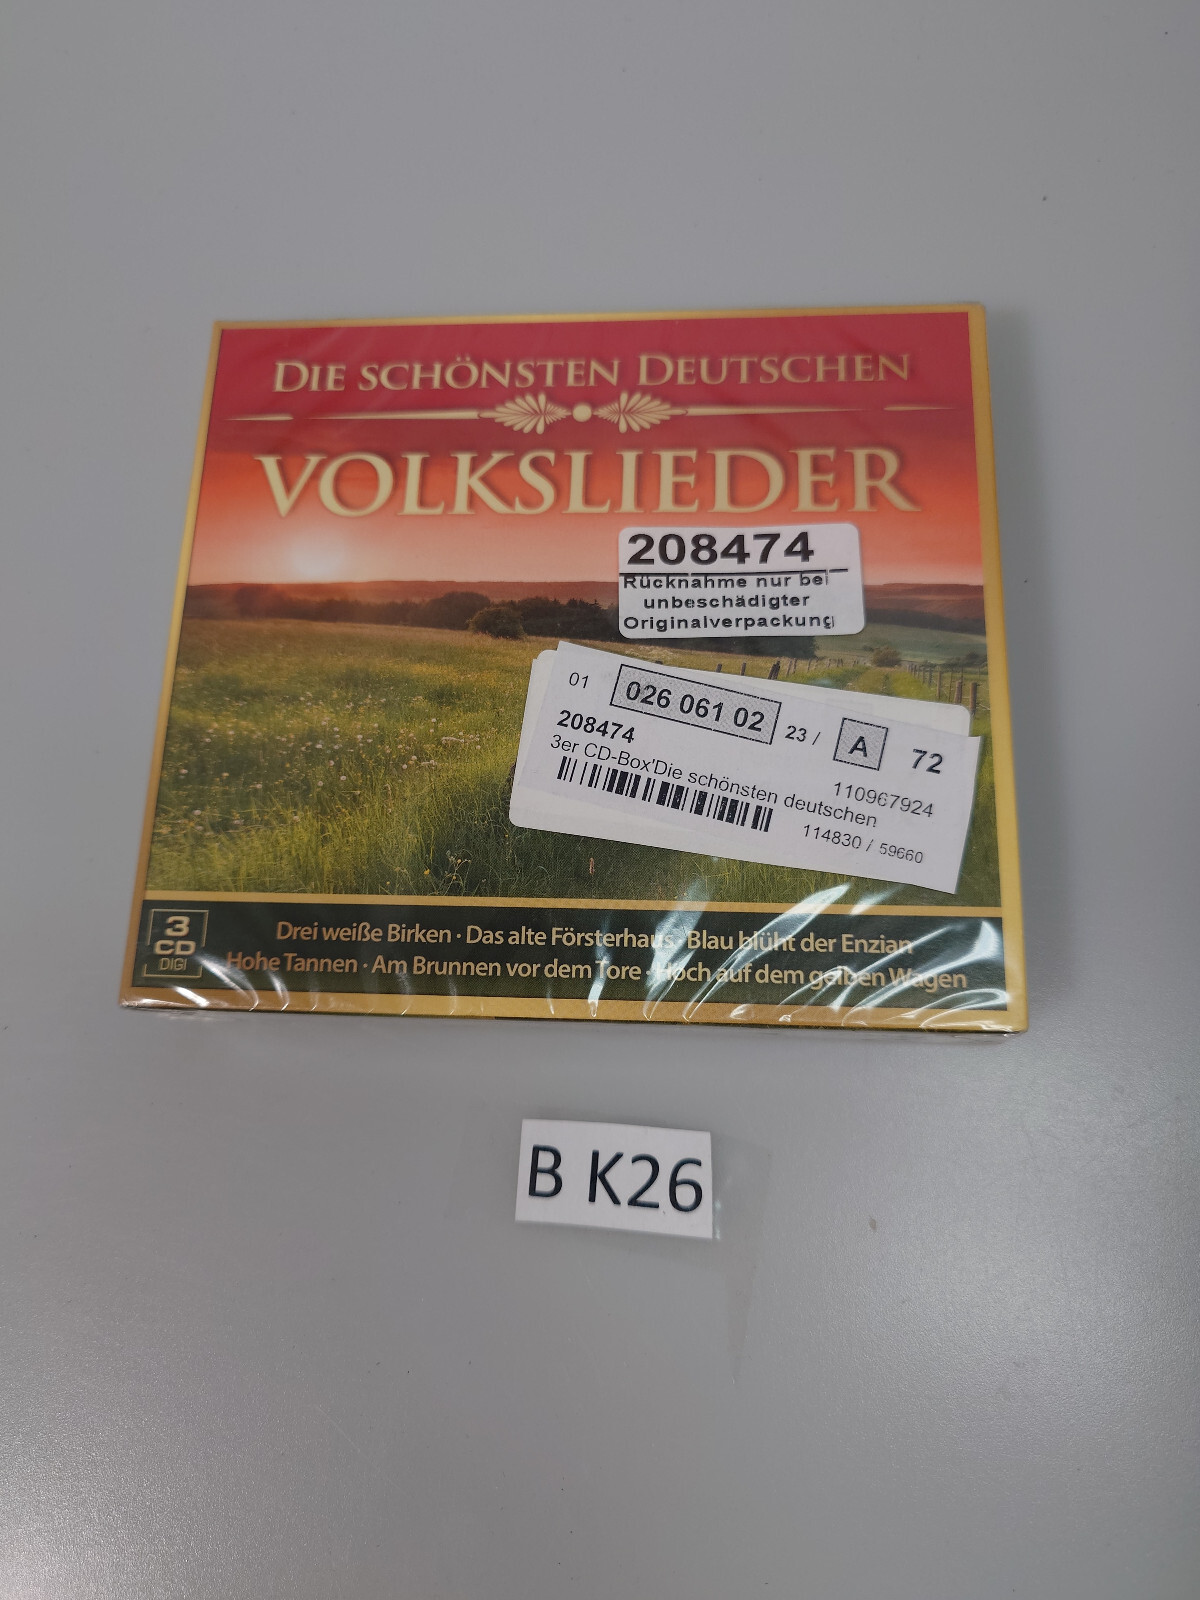 DIE SCHÖNSTEN DEUTSCHEN
VOLKSLIEDER
208474
Rücknahme nur bei
unbeschädigter
Originalverpackung
01 026 061 02 23 / A 72
208474 110967924
3er CD-Box'Die schönsten deutschen
114830 / 59660
3
CD
DIGI
Drei weiße Birken · Das alte Försterhaus · Blau blüht der Enzian
Hohe Tannen · Am Brunnen vor dem Tore · Hoch auf dem gelben Wagen
B K26